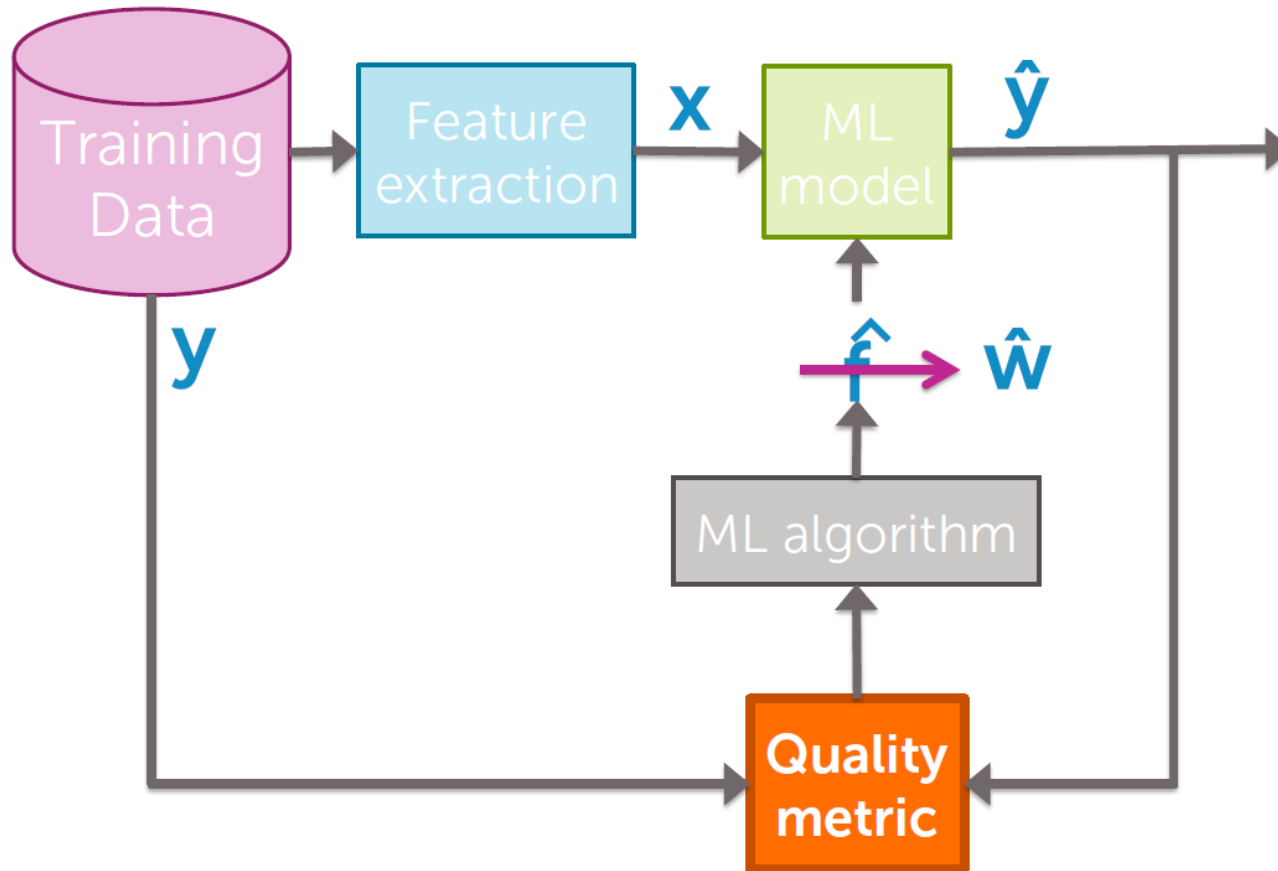 Training
Data
Feature
extraction
x
ML
model
ŷ
y
f̂
ŵ
ML algorithm
Quality
metric